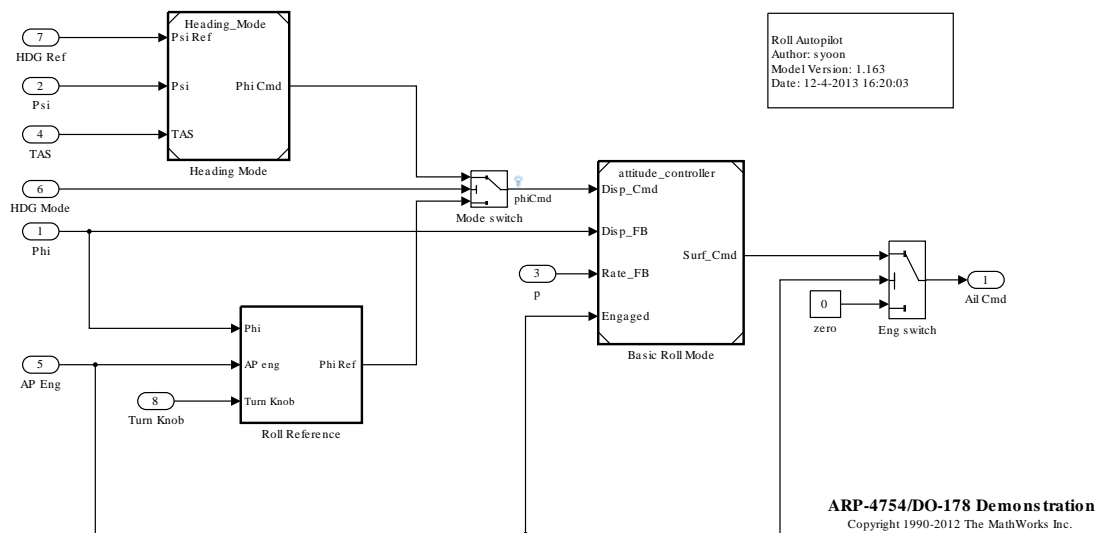 Heading_Mode
7
Psi Ref
HDG Ref
2
Psi
Phi Cmd
Psi
4
TAS
TAS
Heading Mode
Roll Autopilot
Author: syoon
Model Version: 1.163
Date: 12-4-2013 16:20:03
6
HDG Mode
phiCmd
Mode switch
attitude_controller
Disp_Cmd
1
Phi
Disp_FB
Surf_Cmd
3
p
Rate_FB
Engaged
Basic Roll Mode
0
zero
Eng switch
1
Ail Cmd
Phi
5
AP Eng
AP eng
Phi Ref
8
Turn Knob
Turn Knob
Roll Reference
ARP-4754/DO-178 Demonstration
Copyright 1990-2012 The MathWorks Inc.